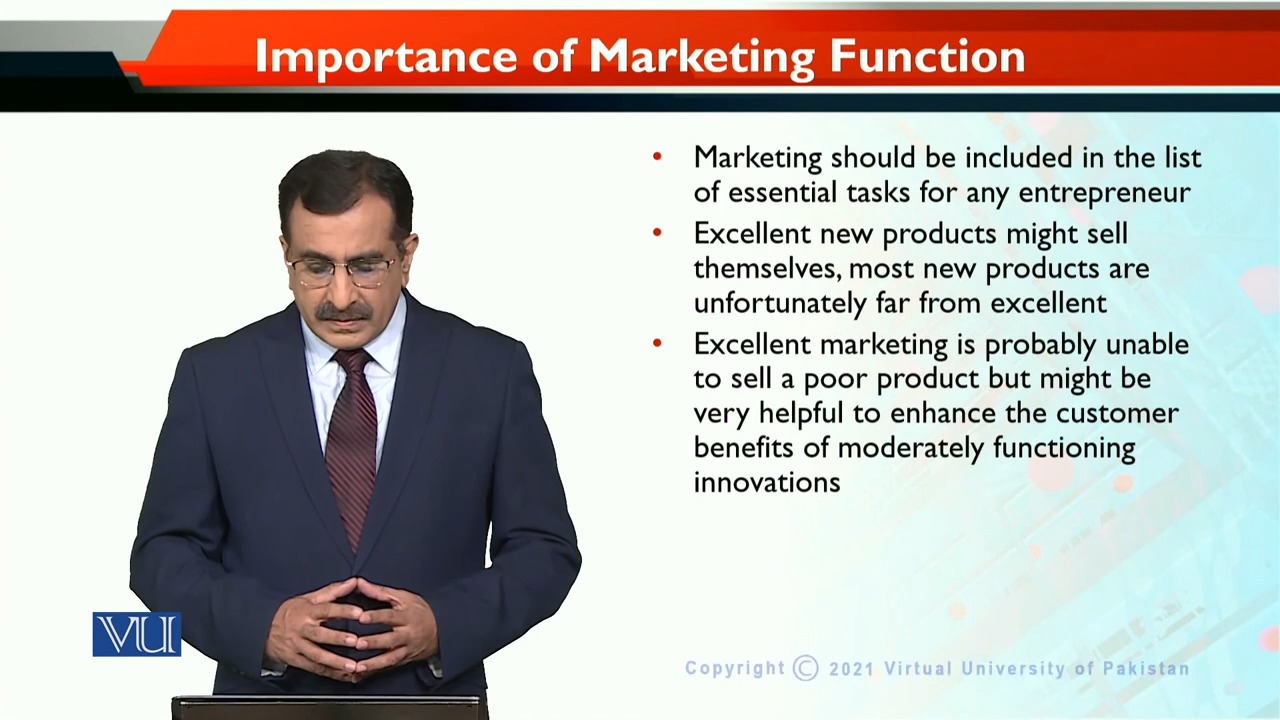 Importance of Marketing Function
• Marketing should be included in the list
of essential tasks for any entrepreneur
• Excellent new products might sell
themselves, most new products are
unfortunately far from excellent
• Excellent marketing is probably unable
to sell a poor product but might be
very helpful to enhance the customer
benefits of moderately functioning
innovations
VU
Copyright © 2021 Virtual University of Pakistan